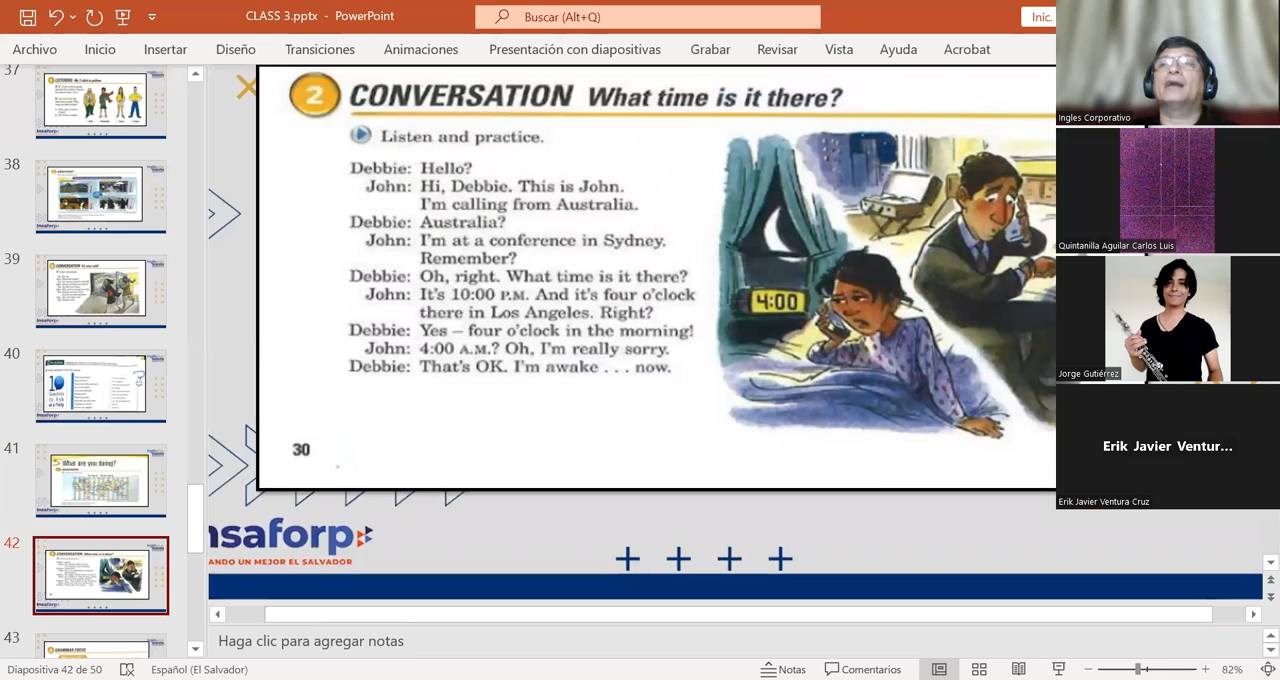 CLASS 3.pptx - PowerPoint
Buscar (Alt+Q)
Inic.
Archivo Inicio Insertar Diseño Transiciones Animaciones Presentación con diapositivas Grabar Revisar Vista Ayuda Acrobat
37
38
39
40
41
What are you doing?
42
43
2 CONVERSATION What time is it there?
Listen and practice.
Debbie: Hello?
John: Hi, Debbie. This is John.
I'm calling from Australia.
Debbie: Australia?
John: I'm at a conference in Sydney.
Remember?
Debbie: Oh, right. What time is it there?
John: It's 10:00 P.M. And it's four o'clock
there in Los Angeles. Right?
Debbie: Yes – four o'clock in the morning!
John: 4:00 A.M.? Oh, I'm really sorry.
Debbie: That's OK. I'm awake . . . now.
4:00
30
nsaforp
ANDO UN MEJOR EL SALVADOR
Haga clic para agregar notas
Diapositiva 42 de 50 Español (El Salvador) Notas Comentarios 82%
Ingles Corporativo
Quintanilla Aguilar Carlos Luis
Jorge Gutiérrez
Erik Javier Ventur...
Erik Javier Ventura Cruz